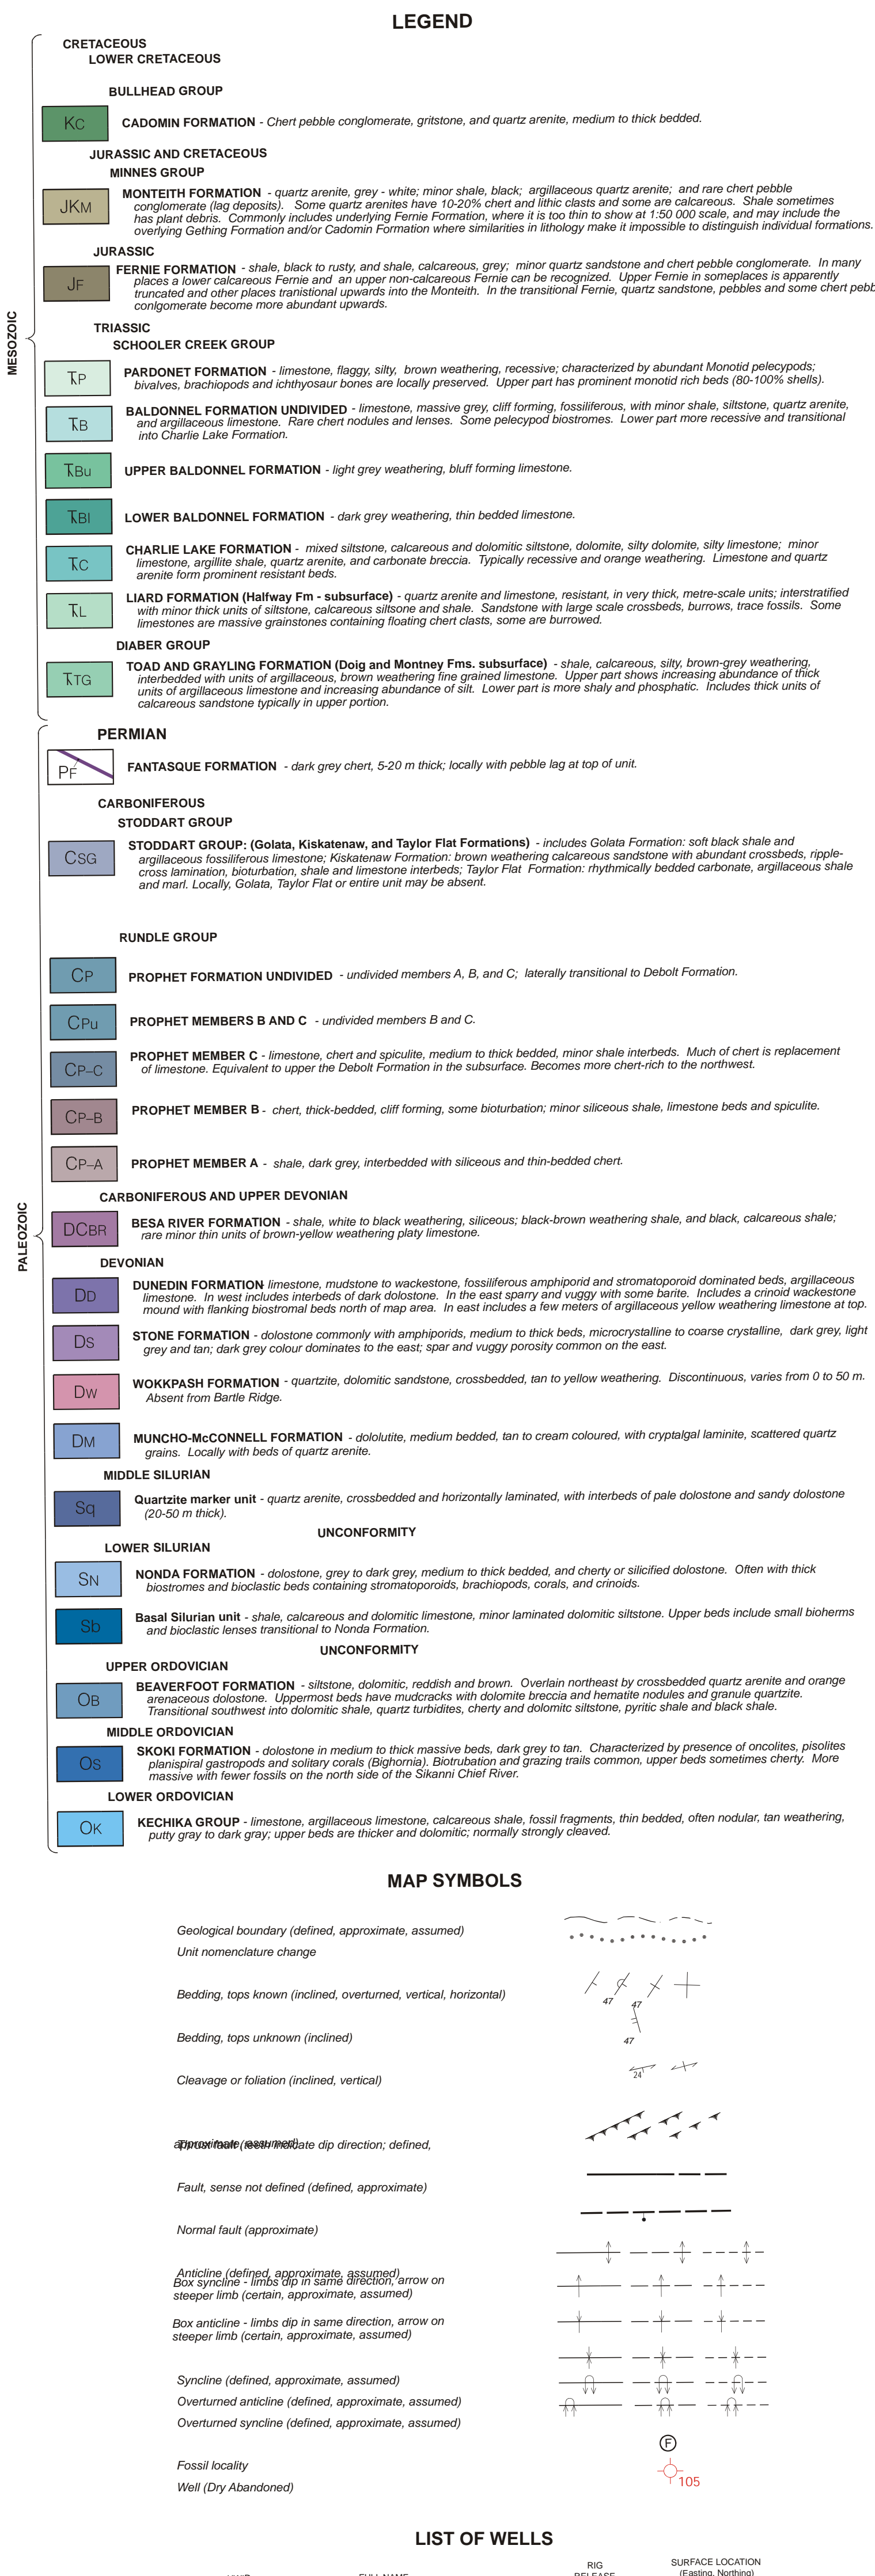 LEGEND
CRETACEOUS
LOWER CRETACEOUS
BULLHEAD GROUP
KC
CADOMIN FORMATION - Chert pebble conglomerate, gritstone, and quartz arenite, medium to thick bedded.
JURASSIC AND CRETACEOUS
MINNES GROUP
JKM
MONTEITH FORMATION - quartz arenite, grey - white; minor shale, black; argillaceous quartz arenite; and rare chert pebble
conglomerate (lag deposits). Some quartz arenites have 10-20% chert and lithic clasts and some are calcareous. Shale sometimes
has plant debris. Commonly includes underlying Fernie Formation, where it is too thin to show at 1:50 000 scale, and may include the
overlying Gething Formation and/or Cadomin Formation where similarities in lithology make it impossible to distinguish individual formations.
JURASSIC
JF
FERNIE FORMATION - shale, black to rusty, and shale, calcareous, grey; minor quartz sandstone and chert pebble conglomerate. In many
places a lower calcareous Fernie and an upper non-calcareous Fernie can be recognized. Upper Fernie in someplaces is apparently
truncated and other places tranistional upwards into the Monteith. In the transitional Fernie, quartz sandstone, pebbles and some chert pebb
conlgomerate become more abundant upwards.
MESOZOIC
TRIASSIC
SCHOOLER CREEK GROUP
TRP
PARDONET FORMATION - limestone, flaggy, silty, brown weathering, recessive; characterized by abundant Monotid pelecypods;
bivalves, brachiopods and ichthyosaur bones are locally preserved. Upper part has prominent monotid rich beds (80-100% shells).
TRB
BALDONNEL FORMATION UNDIVIDED - limestone, massive grey, cliff forming, fossiliferous, with minor shale, siltstone, quartz arenite,
and argillaceous limestone. Rare chert nodules and lenses. Some pelecypod biostromes. Lower part more recessive and transitional
into Charlie Lake Formation.
TRBu
UPPER BALDONNEL FORMATION - light grey weathering, bluff forming limestone.
TRBl
LOWER BALDONNEL FORMATION - dark grey weathering, thin bedded limestone.
TRC
CHARLIE LAKE FORMATION - mixed siltstone, calcareous and dolomitic siltstone, dolomite, silty dolomite, silty limestone; minor
limestone, argillite shale, quartz arenite, and carbonate breccia. Typically recessive and orange weathering. Limestone and quartz
arenite form prominent resistant beds.
TRL
LIARD FORMATION (Halfway Fm - subsurface) - quartz arenite and limestone, resistant, in very thick, metre-scale units; interstratified
with minor thick units of siltstone, calcareous siltsone and shale. Sandstone with large scale crossbeds, burrows, trace fossils. Some
limestones are massive grainstones containing floating chert clasts, some are burrowed.
DIABER GROUP
TRTG
TOAD AND GRAYLING FORMATION (Doig and Montney Fms. subsurface) - shale, calcareous, silty, brown-grey weathering,
interbedded with units of argillaceous, brown weathering fine grained limestone. Upper part shows increasing abundance of thick
units of argillaceous limestone and increasing abundance of silt. Lower part is more shaly and phosphatic. Includes thick units of
calcareous sandstone typically in upper portion.
PERMIAN
PF
FANTASQUE FORMATION - dark grey chert, 5-20 m thick; locally with pebble lag at top of unit.
CARBONIFEROUS
STODDART GROUP
CSG
STODDART GROUP: (Golata, Kiskatenaw, and Taylor Flat Formations) - includes Golata Formation: soft black shale and
argillaceous fossiliferous limestone; Kiskatenaw Formation: brown weathering calcareous sandstone with abundant crossbeds, ripple-
cross lamination, bioturbation, shale and limestone interbeds; Taylor Flat Formation: rhythmically bedded carbonate, argillaceous shale
and marl. Locally, Golata, Taylor Flat or entire unit may be absent.
RUNDLE GROUP
CP
PROPHET FORMATION UNDIVIDED - undivided members A, B, and C; laterally transitional to Debolt Formation.
CPu
PROPHET MEMBERS B AND C - undivided members B and C.
CP–C
PROPHET MEMBER C - limestone, chert and spiculite, medium to thick bedded, minor shale interbeds. Much of chert is replacement
of limestone. Equivalent to upper the Debolt Formation in the subsurface. Becomes more chert-rich to the northwest.
CP–B
PROPHET MEMBER B - chert, thick-bedded, cliff forming, some bioturbation; minor siliceous shale, limestone beds and spiculite.
CP–A
PROPHET MEMBER A - shale, dark grey, interbedded with siliceous and thin-bedded chert.
PALEOZOIC
CARBONIFEROUS AND UPPER DEVONIAN
DCBR
BESA RIVER FORMATION - shale, white to black weathering, siliceous; black-brown weathering shale, and black, calcareous shale;
rare minor thin units of brown-yellow weathering platy limestone.
DEVONIAN
DD
DUNEDIN FORMATION- limestone, mudstone to wackestone, fossiliferous amphiporid and stromatoporoid dominated beds, argillaceous
limestone. In west includes interbeds of dark dolostone. In the east sparry and vuggy with some barite. Includes a crinoid wackestone
mound with flanking biostromal beds north of map area. In east includes a few meters of argillaceous yellow weathering limestone at top.
DS
STONE FORMATION - dolostone commonly with amphiporids, medium to thick beds, microcrystalline to coarse crystalline, dark grey, light
grey and tan; dark grey colour dominates to the east; spar and vuggy porosity common on the east.
DW
WOKKPASH FORMATION - quartzite, dolomitic sandstone, crossbedded, tan to yellow weathering. Discontinuous, varies from 0 to 50 m.
Absent from Bartle Ridge.
DM
MUNCHO-McCONNELL FORMATION - dololutite, medium bedded, tan to cream coloured, with cryptalgal laminite, scattered quartz
grains. Locally with beds of quartz arenite.
MIDDLE SILURIAN
Sq
Quartzite marker unit - quartz arenite, crossbedded and horizontally laminated, with interbeds of pale dolostone and sandy dolostone
(20-50 m thick).
UNCONFORMITY
LOWER SILURIAN
SN
NONDA FORMATION - dolostone, grey to dark grey, medium to thick bedded, and cherty or silicified dolostone. Often with thick
biostromes and bioclastic beds containing stromatoporoids, brachiopods, corals, and crinoids.
Sb
Basal Silurian unit - shale, calcareous and dolomitic limestone, minor laminated dolomitic siltstone. Upper beds include small bioherms
and bioclastic lenses transitional to Nonda Formation.
UNCONFORMITY
UPPER ORDOVICIAN
OB
BEAVERFOOT FORMATION - siltstone, dolomitic, reddish and brown. Overlain northeast by crossbedded quartz arenite and orange
arenaceous dolostone. Uppermost beds have mudcracks with dolomite breccia and hematite nodules and granule quartzite.
Transitional southwest into dolomitic shale, quartz turbidites, cherty and dolomitc siltstone, pyritic shale and black shale.
MIDDLE ORDOVICIAN
OS
SKOKI FORMATION - dolostone in medium to thick massive beds, dark grey to tan. Characterized by presence of oncolites, pisolites
planispiral gastropods and solitary corals (Bighornia). Biotrubation and grazing trails common, upper beds sometimes cherty. More
massive with fewer fossils on the north side of the Sikanni Chief River.
LOWER ORDOVICIAN
OK
KECHIKA GROUP - limestone, argillaceous limestone, calcareous shale, fossil fragments, thin bedded, often nodular, tan weathering,
putty gray to dark gray; upper beds are thicker and dolomitic; normally strongly cleaved.
MAP SYMBOLS
Geological boundary (defined, approximate, assumed)
Unit nomenclature change
Bedding, tops known (inclined, overturned, vertical, horizontal)
47 47
Bedding, tops unknown (inclined)
47
Cleavage or foliation (inclined, vertical)
24
approximate, assumed)
Thrust fault (teeth indicate dip direction; defined,
Fault, sense not defined (defined, approximate)
Normal fault (approximate)
Anticline (defined, approximate, assumed)
Box syncline - limbs dip in same direction, arrow on
steeper limb (certain, approximate, assumed)
Box anticline - limbs dip in same direction, arrow on
steeper limb (certain, approximate, assumed)
Syncline (defined, approximate, assumed)
Overturned anticline (defined, approximate, assumed)
Overturned syncline (defined, approximate, assumed)
F
Fossil locality
105
Well (Dry Abandoned)
LIST OF WELLS
RIG
SURFACE LOCATION
(Easting, Northing)